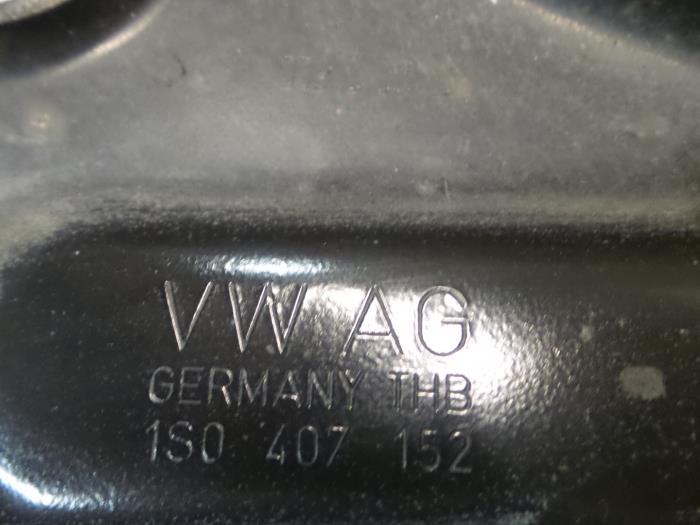 VW AG
GERMANY THB
1S0 407 152